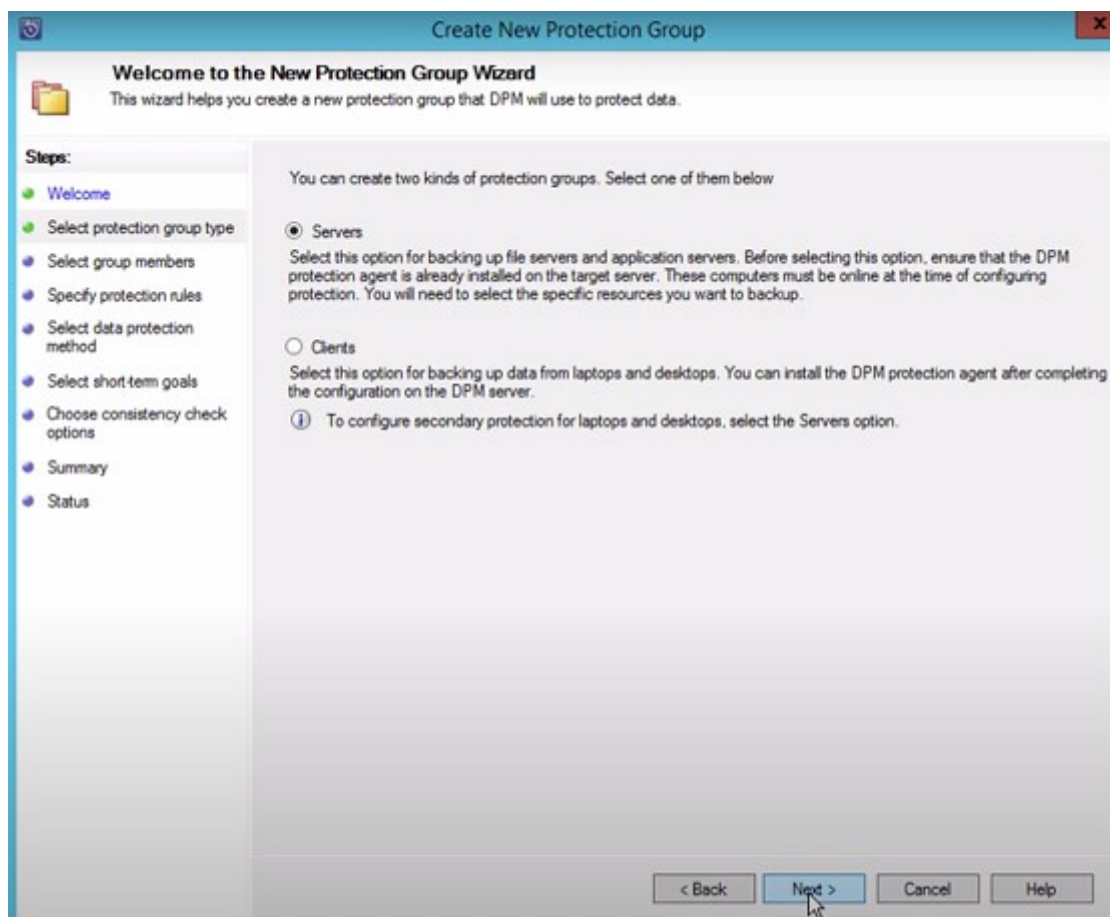 Create New Protection Group
X
Welcome to the New Protection Group Wizard
This wizard helps you create a new protection group that DPM will use to protect data.
Steps:
Welcome
Select protection group type
Select group members
Specify protection rules
Select data protection
method
Select short-term goals
Choose consistency check
options
Summary
Status
You can create two kinds of protection groups. Select one of them below
Servers
Select this option for backing up file servers and application servers. Before selecting this option, ensure that the DPM
protection agent is already installed on the target server. These computers must be online at the time of configuring
protection. You will need to select the specific resources you want to backup.
Clients
Select this option for backing up data from laptops and desktops. You can install the DPM protection agent after completing
the configuration on the DPM server.
To configure secondary protection for laptops and desktops, select the Servers option.
< Back
Next >
Cancel
Help